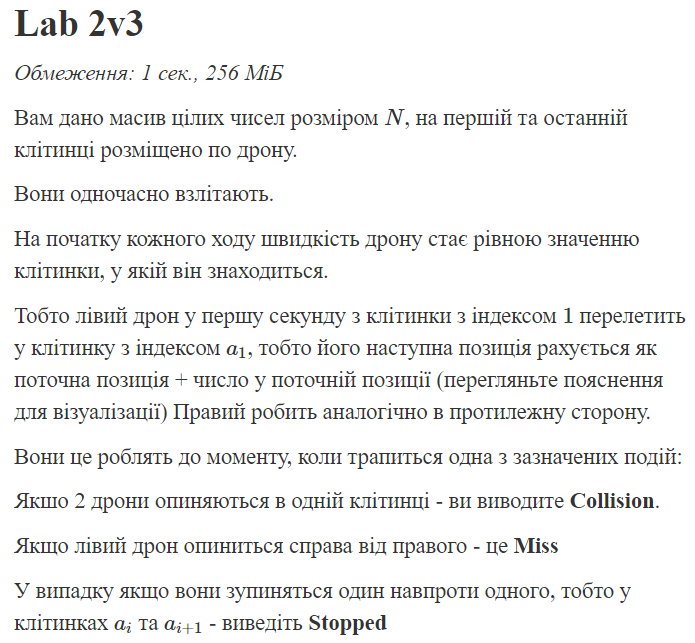 Lab 2v3
Обмеження: 1 сек., 256 МіБ
Вам дано масив цілих чисел розміром N, на першій та останній
клітинці розміщено по дрону.
Вони одночасно взлітають.
На початку кожного ходу швидкість дрону стає рівною значенню
клітинки, у якій він знаходиться.
Тобто лівий дрон у першу секунду з клітинки з індексом 1 перелетить
у клітинку з індексом a₁, тобто його наступна позиція рахується як
поточна позиція + число у поточній позиції (перегляньте пояснення
для візуалізації) Правий робить аналогічно в протилежну сторону.
Вони це роблять до моменту, коли трапиться одна з зазначених подій:
Якшо 2 дрони опиняються в одній клітинці - ви виводите Collision.
Якщо лівий дрон опиниться справа від правого - це Miss
У випадку якщо вони зупиняться один навпроти одного, тобто у
клітинках aᵢ та aᵢ₊₁ - виведіть Stopped